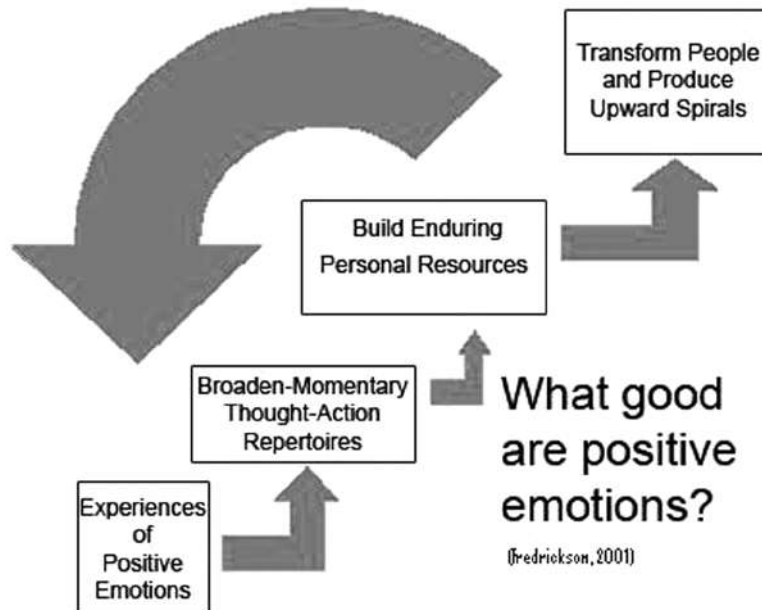 Transform People
and Produce
Upward Spirals
Build Enduring
Personal Resources
Broaden-Momentary
Thought-Action
Repertoires
Experiences
of
Positive
Emotions
What good
are positive
emotions?
(fredrickson, 2001)